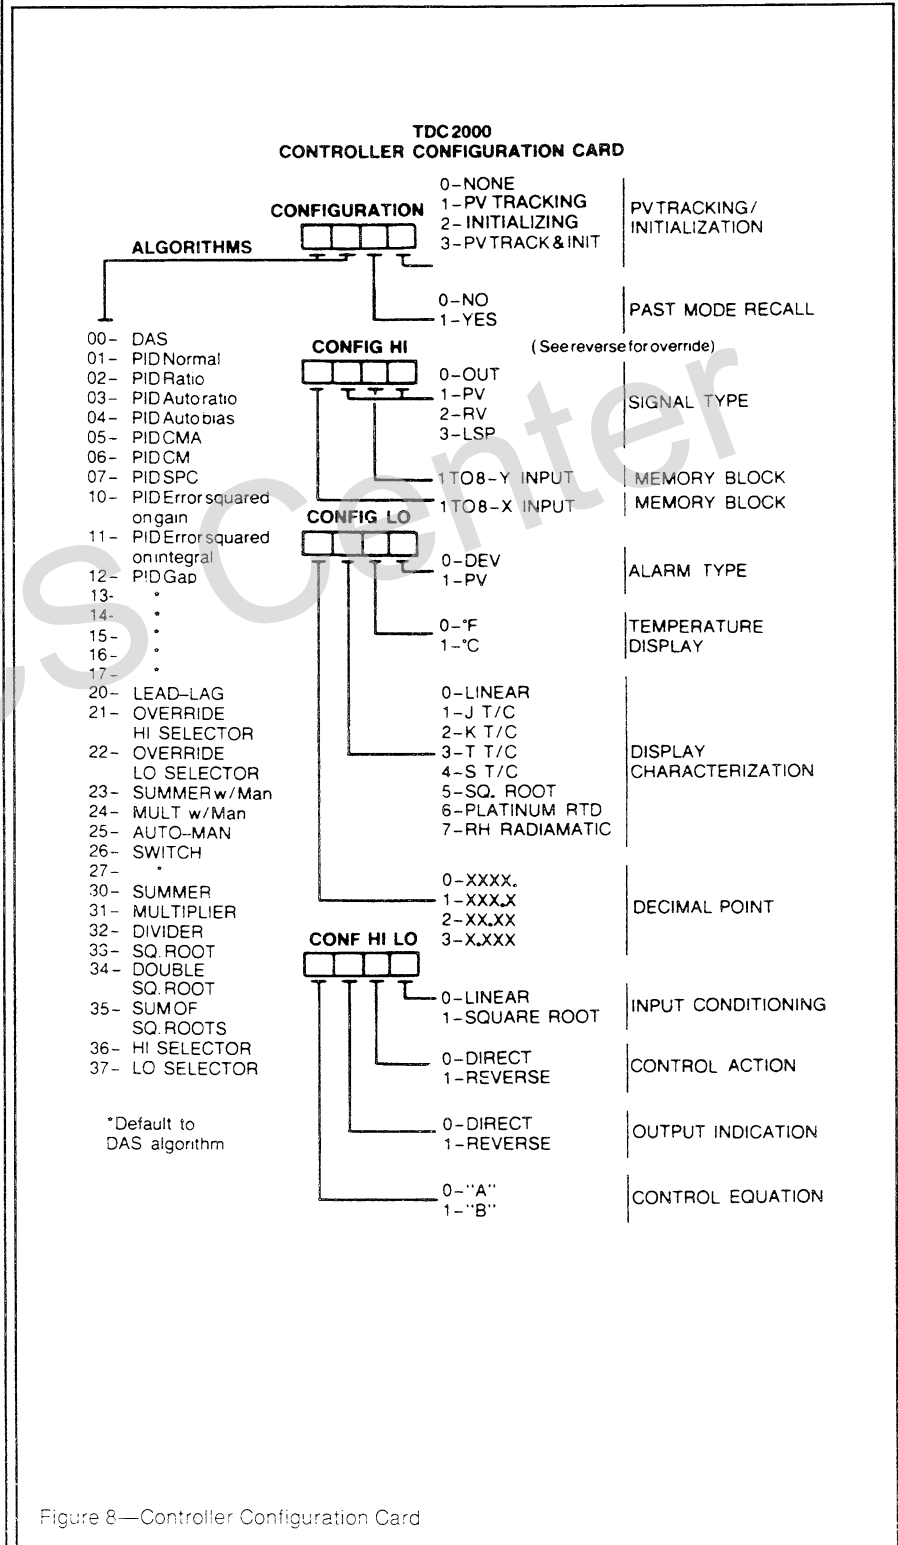 TDC 2000
CONTROLLER CONFIGURATION CARD
CONFIGURATION
0-NONE
1-PV TRACKING
2-INITIALIZING
3-PV TRACK & INIT
PV TRACKING/
INITIALIZATION
ALGORITHMS
0-NO
1-YES
PAST MODE RECALL
00- DAS
01- PID Normal
02- PID Ratio
03- PID Auto ratio
04- PID Auto bias
05- PID CMA
06- PID CM
07- PID SPC
10- PID Error squared
on gain
11- PID Error squared
on integral
12- PID Gap
13- *
14- *
15- *
16- *
17- *
20- LEAD-LAG
21- OVERRIDE
HI SELECTOR
22- OVERRIDE
LO SELECTOR
23- SUMMER w/Man
24- MULT w/Man
25- AUTO-MAN
26- SWITCH
27- *
30- SUMMER
31- MULTIPLIER
32- DIVIDER
33- SQ. ROOT
34- DOUBLE
SQ. ROOT
35- SUM OF
SQ. ROOTS
36- HI SELECTOR
37- LO SELECTOR
*Default to
DAS algorithm
CONFIG HI
(See reverse for override)
0-OUT
1-PV
2-RV
3-LSP
SIGNAL TYPE
1 TO 8-Y INPUT
MEMORY BLOCK
1 TO 8-X INPUT
MEMORY BLOCK
CONFIG LO
0-DEV
1-PV
ALARM TYPE
0-°F
1-°C
TEMPERATURE
DISPLAY
0-LINEAR
1-J T/C
2-K T/C
3-T T/C
4-S T/C
5-SQ. ROOT
6-PLATINUM RTD
7-RH RADIAMATIC
DISPLAY
CHARACTERIZATION
0-XXXX.
1-XXX.X
2-XX.XX
3-X.XXX
DECIMAL POINT
CONF HI LO
0-LINEAR
1-SQUARE ROOT
INPUT CONDITIONING
0-DIRECT
1-REVERSE
CONTROL ACTION
0-DIRECT
1-REVERSE
OUTPUT INDICATION
0-"A"
1-"B"
CONTROL EQUATION
Figure 8—Controller Configuration Card
cs Center